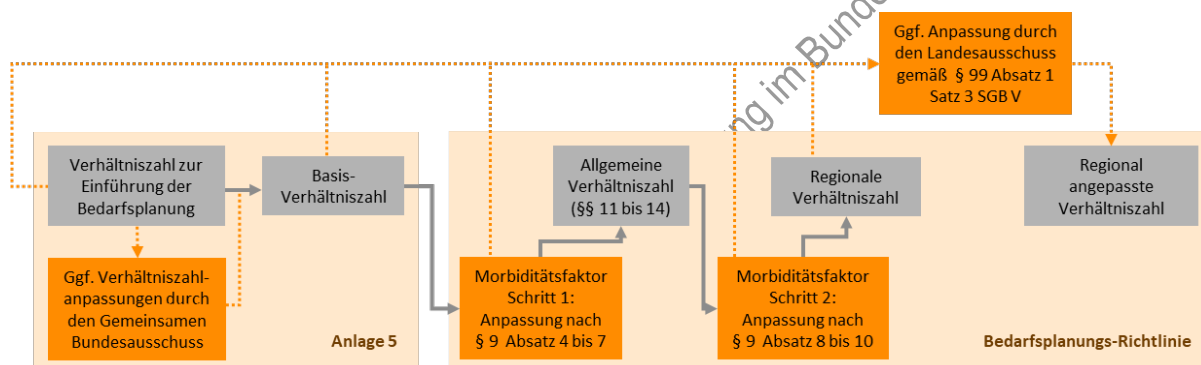 Ggf. Anpassung durch
den Landesausschuss
gemäß § 99 Absatz 1
Satz 3 SGB V
ung im Bunde
Verhältniszahl zur
Einführung der
Bedarfsplanung
Basis-
Verhältniszahl
Allgemeine
Verhältniszahl
(§§ 11 bis 14)
Regionale
Verhältniszahl
Regional
angepasste
Verhältniszahl
Ggf. Verhältniszahl-
anpassungen durch
den Gemeinsamen
Bundesausschuss
Anlage 5
Morbiditätsfaktor
Schritt 1:
Anpassung nach
§ 9 Absatz 4 bis 7
Morbiditätsfaktor
Schritt 2:
Anpassung nach
§ 9 Absatz 8 bis 10
Bedarfsplanungs-Richtlinie